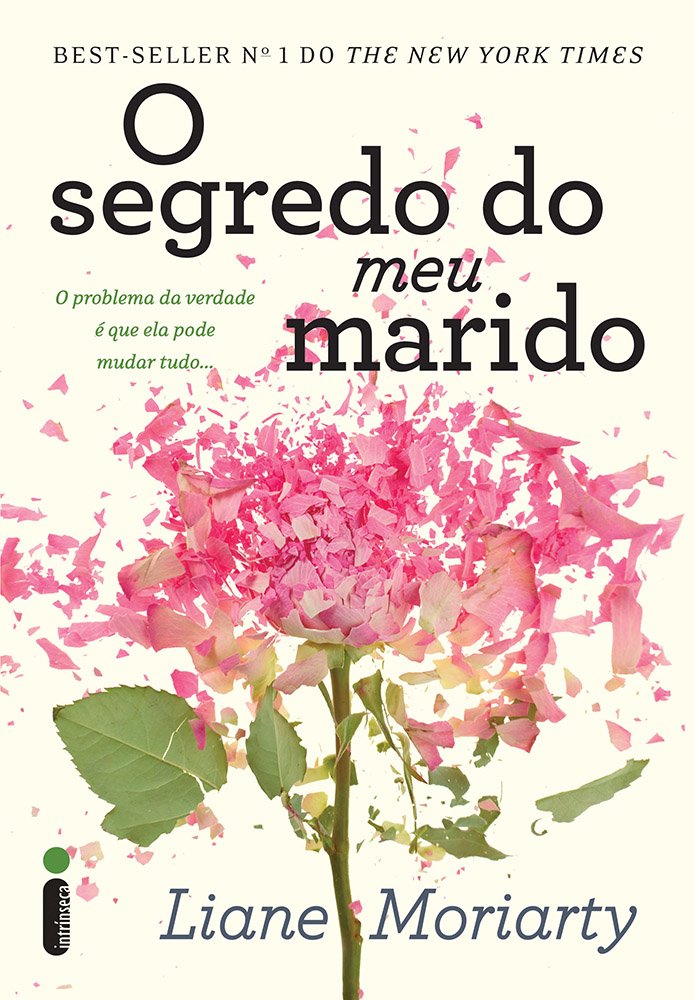 BEST-SELLER Nº 1 DO THE NEW YORK TIMES
O
segredo do
meu
marido
O problema da verdade
é que ela pode
mudar tudo...
Liane Moriarty
intrínseca